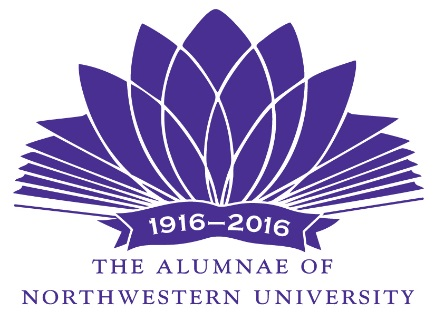 1916–2016
THE ALUMNAE OF
NORTHWESTERN UNIVERSITY